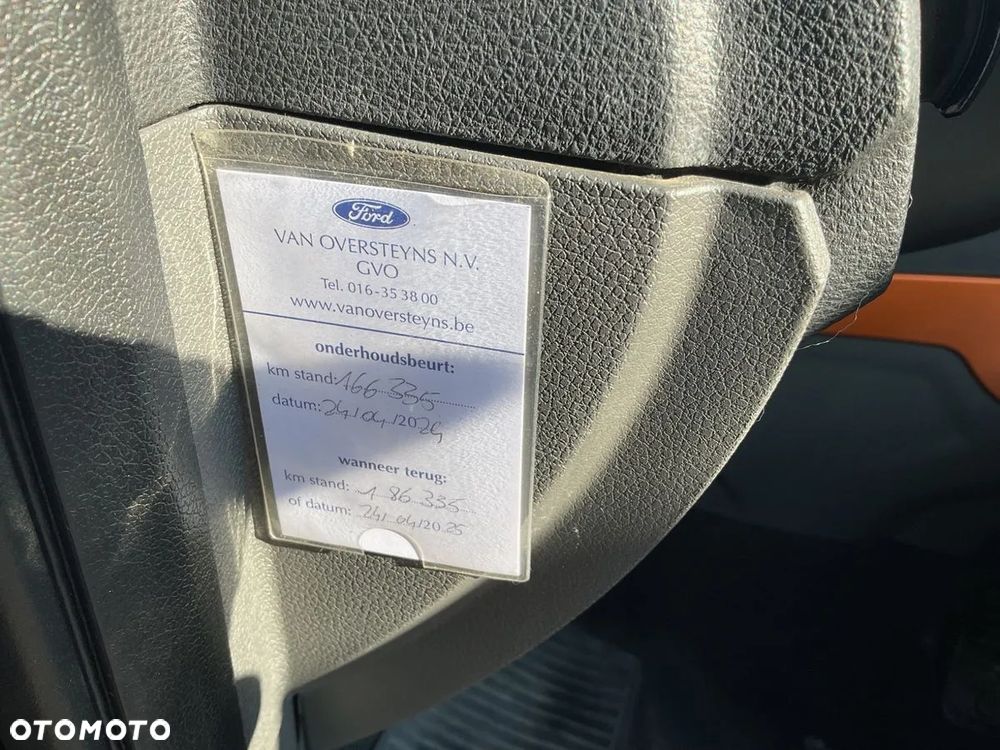 Ford
VAN OVERSTEYNS N.V.
GVO
Tel. 016-35 38 00
www.vanoversteyns.be
onderhoudsbeurt:
km stand: 166.335
datum: 24/04/2024
wanneer terug:
km stand: 186.335
of datum: 24/04/2025
OTOMOTO